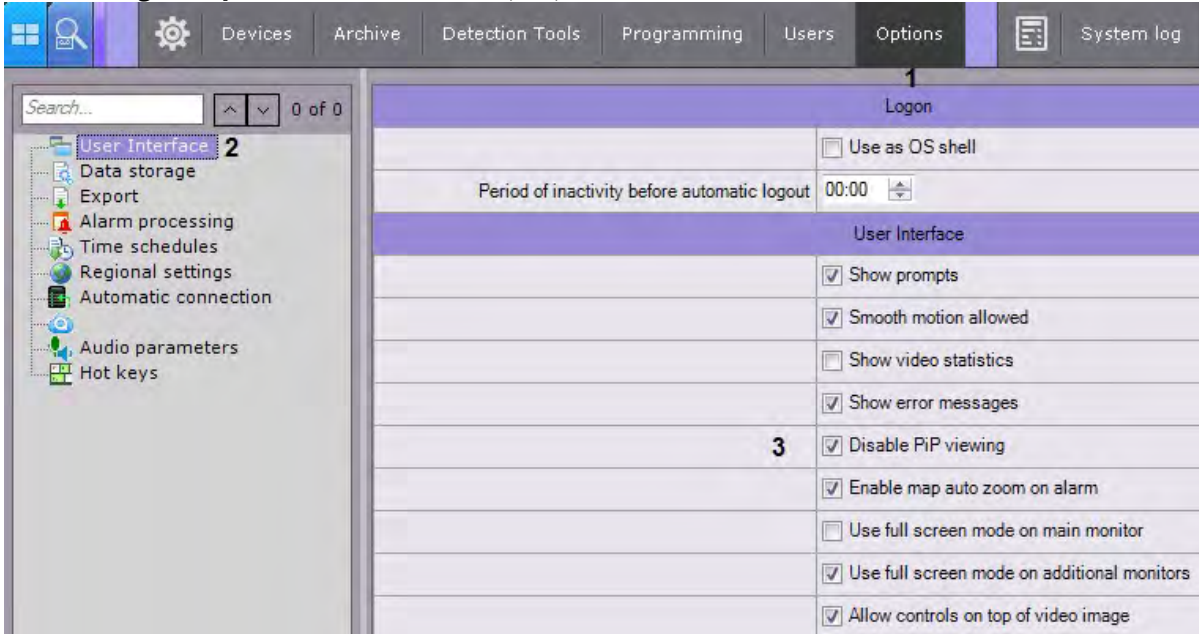 Devices Archive Detection Tools Programming Users Options System log
1
Search... 0 of 0
User Interface 2
Data storage
Export
Alarm processing
Time schedules
Regional settings
Automatic connection
Audio parameters
Hot keys
Logon
Use as OS shell
Period of inactivity before automatic logout 00:00
User Interface
Show prompts
Smooth motion allowed
Show video statistics
Show error messages
3 Disable PiP viewing
Enable map auto zoom on alarm
Use full screen mode on main monitor
Use full screen mode on additional monitors
Allow controls on top of video image